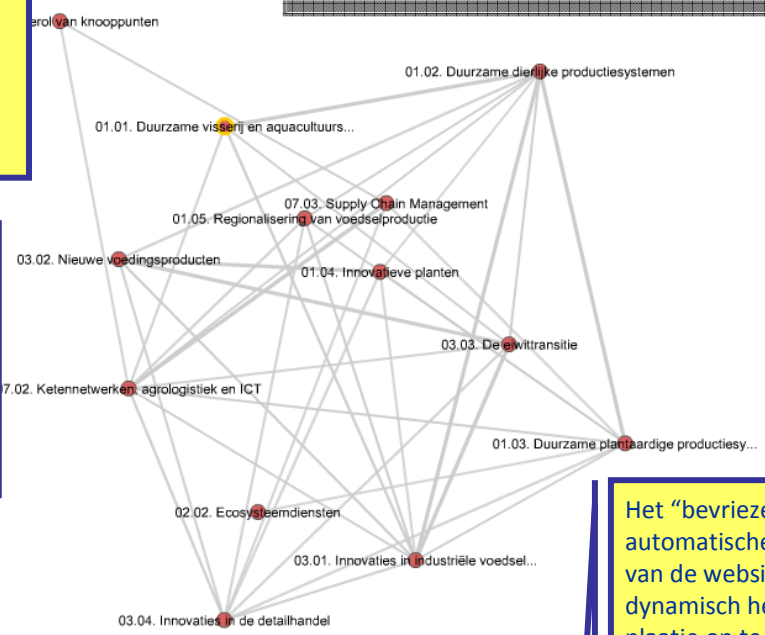 van knooppunten
01.02. Duurzame dierlijke productiesystemen
01.01. Duurzame visserij en aquacultuurs...
07.03. Supply Chain Management
01.05. Regionalisering van voedselproductie
03.02. Nieuwe voedingsproducten
01.04. Innovatieve planten
03.03. De eiwittransitie
7.02. Ketennetwerken, agrologistiek en ICT
01.03. Duurzame plantaardige productiesy...
02.02. Ecosysteemdiensten
03.01. Innovaties in industriële voedsel...
03.04. Innovaties in de detailhandel
Het “bevrieze
automatische
van de websi
dynamisch he